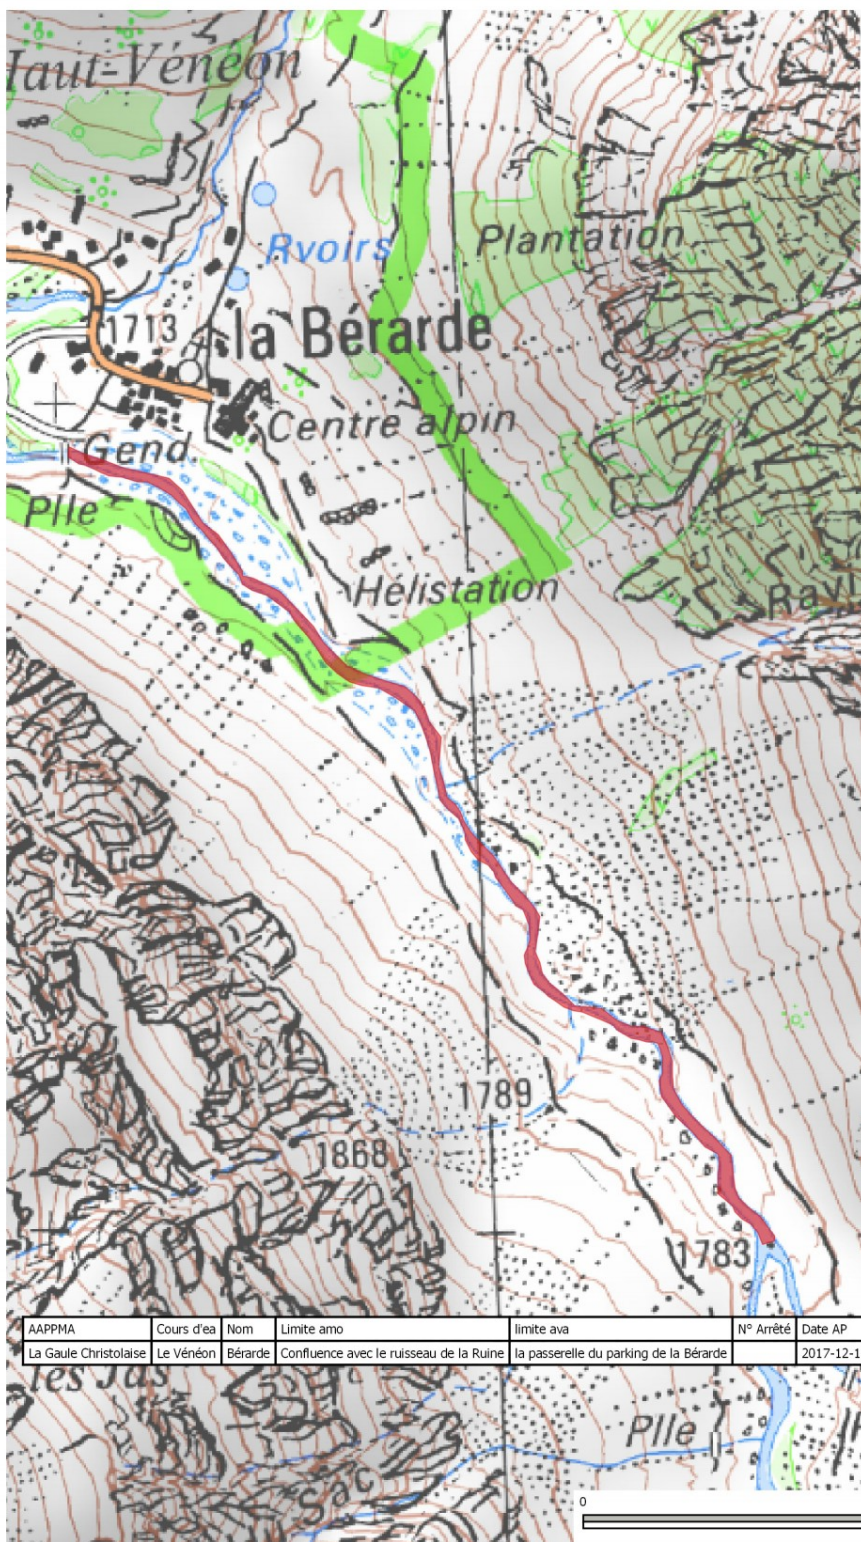 Haut-Vénéon
Plantation
Rvoirs
1713
la Bérarde
Centre alpin
Gend.
Plle
Hélistation
1789
1868
1783
AAPPMA Cours d'ea Nom Limite amo limite ava N° Arrêté Date AP
La Gaule Christolaise Le Vénéon Bérarde Confluence avec le ruisseau de la Ruine la passerelle du parking de la Bérarde 2017-12-1
les Jas
Plle
Sac
0